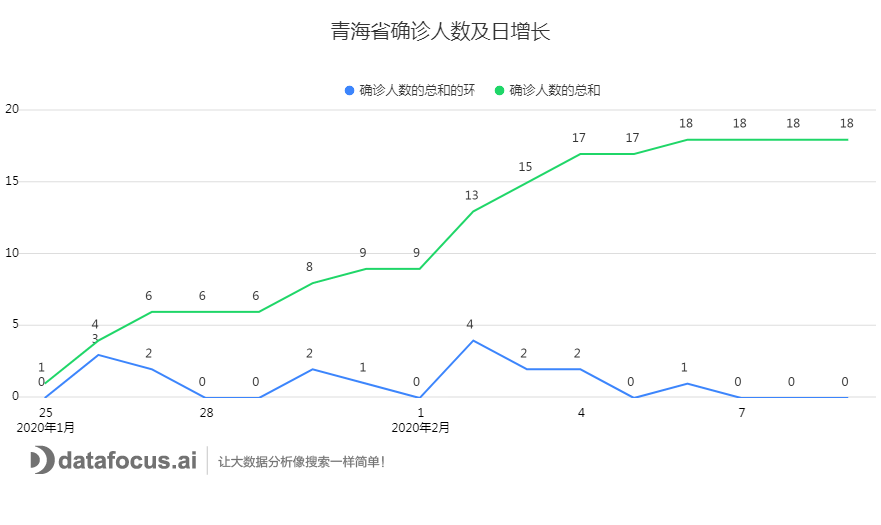 青海省确诊人数及日增长
确诊人数的总和的环 确诊人数的总和
20
15
10
5
0
1 4 6 6 6 8 9 9 13 15 17 17 18 18 18 18
0 3 2 0 0 2 1 0 4 2 2 0 1 0 0 0
25 28 1 4 7
2020年1月 2020年2月
datafocus.ai 让大数据分析像搜索一样简单!